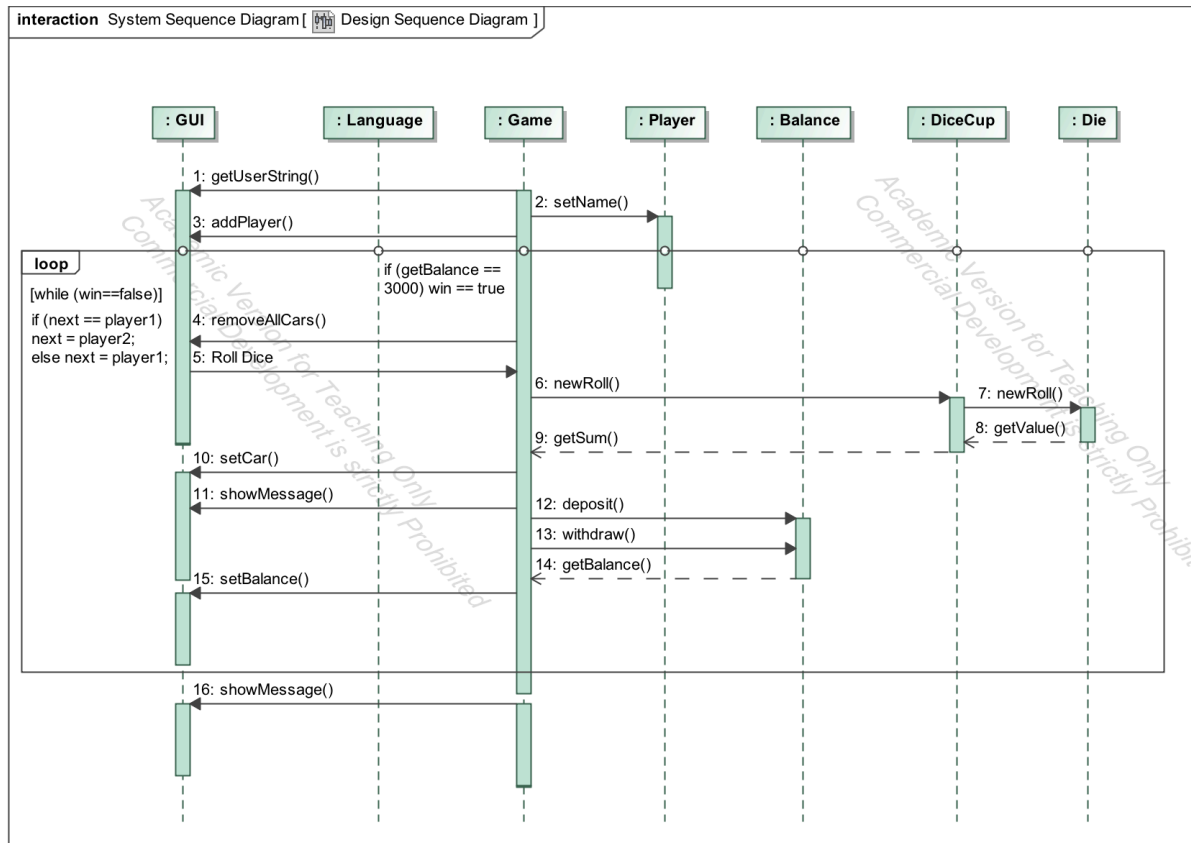 interaction System Sequence Diagram [ Design Sequence Diagram ]
: GUI
: Language
: Game
: Player
: Balance
: DiceCup
: Die
1: getUserString()
2: setName()
3: addPlayer()
loop
[while (win==false)]
if (getBalance ==
3000) win == true
if (next == player1)
next = player2;
else next = player1;
4: removeAllCars()
5: Roll Dice
6: newRoll()
7: newRoll()
8: getValue()
9: getSum()
10: setCar()
11: showMessage()
12: deposit()
13: withdraw()
14: getBalance()
15: setBalance()
16: showMessage()
Academic Version for Teaching Only
Commercial Development is strictly Prohibited
Academic Version for Teaching Only
Commercial Development is strictly Prohibi